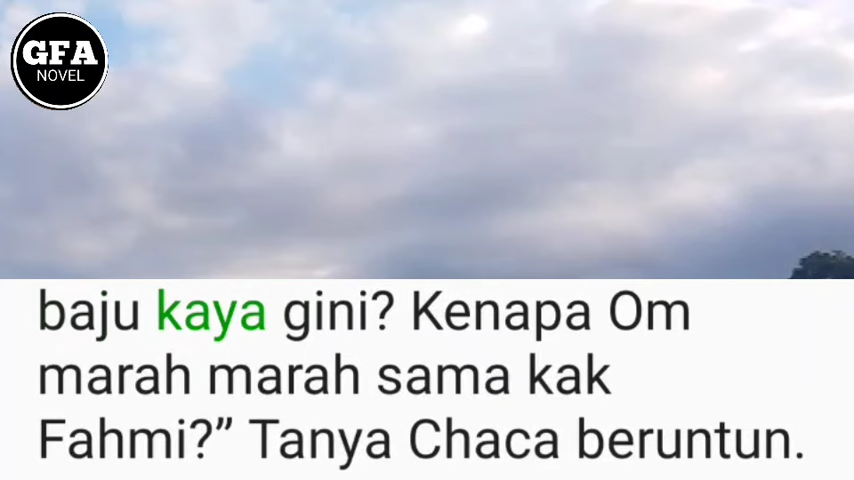 GFA
NOVEL
baju kaya gini? Kenapa Om
marah marah sama kak
Fahmi?” Tanya Chaca beruntun.